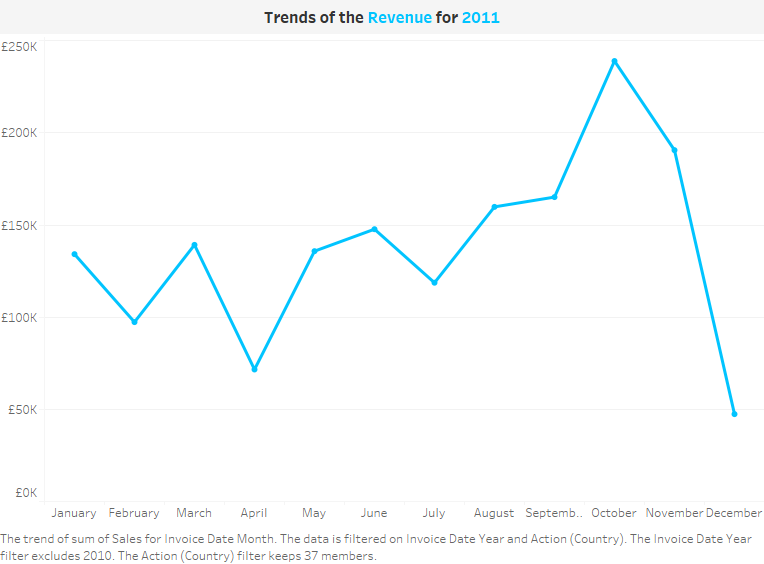 Trends of the Revenue for 2011
£250K
£200K
£150K
£100K
£50K
£0K
January February March April May June July August Septemb.. October November December
The trend of sum of Sales for Invoice Date Month. The data is filtered on Invoice Date Year and Action (Country). The Invoice Date Year
filter excludes 2010. The Action (Country) filter keeps 37 members.